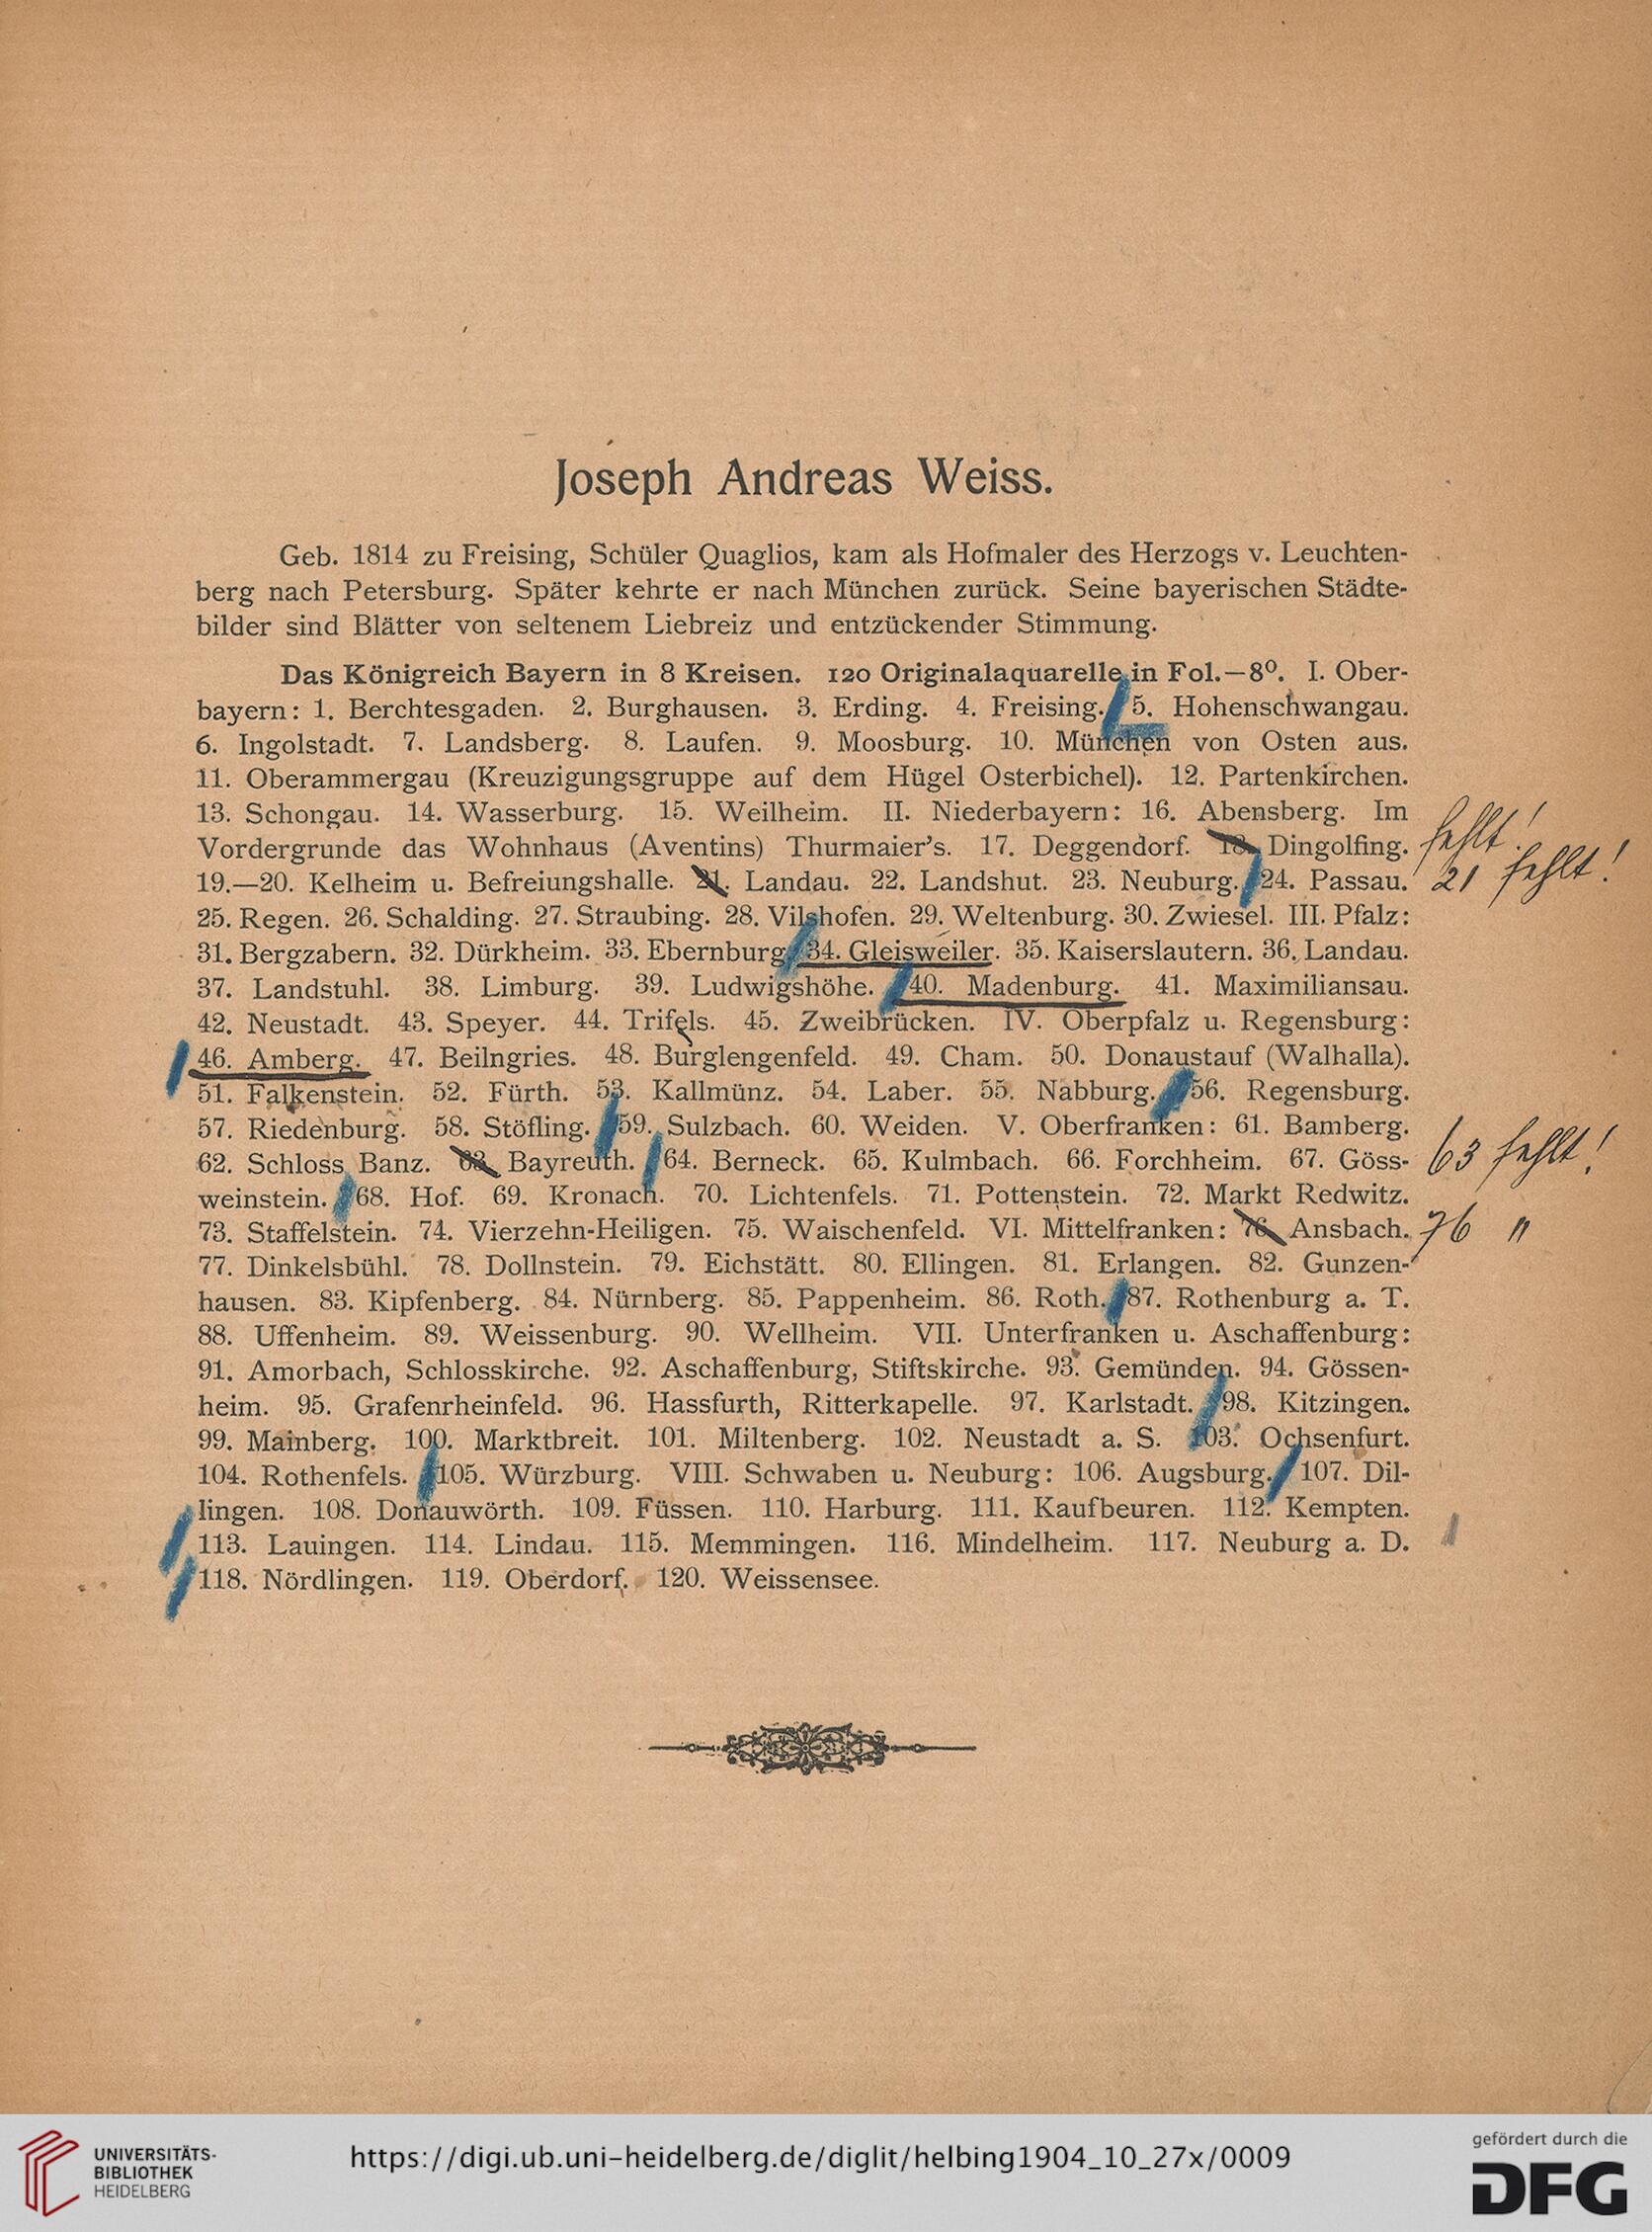 Joseph Andreas Weiss.
Geb. 1814 zu Freising, Schüler Quaglios, kam als Hofmaler des Herzogs v. Leuchten-
berg nach Petersburg. Später kehrte er nach München zurück. Seine bayerischen Städte-
bilder sind Blätter von seltenem Liebreiz und entzückender Stimmung.
Das Königreich Bayern in 8 Kreisen. 120 Originalaquarelle in Fol.—8⁰. I. Ober-
bayern: 1. Berchtesgaden. 2. Burghausen. 3. Erding. 4. Freising. 5. Hohenschwangau.
6. Ingolstadt. 7. Landsberg. 8. Laufen. 9. Moosburg. 10. München von Osten aus.
11. Oberammergau (Kreuzigungsgruppe auf dem Hügel Osterbichel). 12. Partenkirchen.
13. Schongau. 14. Wasserburg. 15. Weilheim. II. Niederbayern: 16. Abensberg. Im
Vordergrunde das Wohnhaus (Aventins) Thurmaier's. 17. Deggendorf. 18. Dingolfing. fehlt!
19.—20. Kelheim u. Befreiungshalle. 21. Landau. 22. Landshut. 23. Neuburg. 24. Passau. 21 fehlt!
25. Regen. 26. Schalding. 27. Straubing. 28. Vilshofen. 29. Weltenburg. 30. Zwiesel. III. Pfalz:
31. Bergzabern. 32. Dürkheim. 33. Ebernburg. 34. Gleisweiler. 35. Kaiserslautern. 36. Landau.
37. Landstuhl. 38. Limburg. 39. Ludwigshöhe. 40. Madenburg. 41. Maximiliansau.
42. Neustadt. 43. Speyer. 44. Trifels. 45. Zweibrücken. IV. Oberpfalz u. Regensburg:
46. Amberg. 47. Beilngries. 48. Burglengenfeld. 49. Cham. 50. Donaustauf (Walhalla).
51. Falkenstein. 52. Fürth. 53. Kallmünz. 54. Laber. 55. Nabburg. 56. Regensburg.
57. Riedenburg. 58. Stöfling. 59. Sulzbach. 60. Weiden. V. Oberfranken: 61. Bamberg.
62. Schloss Banz. 63. Bayreuth. 64. Berneck. 65. Kulmbach. 66. Forchheim. 67. Göss- 63 fehlt!
weinstein. 68. Hof. 69. Kronach. 70. Lichtenfels. 71. Pottenstein. 72. Markt Redwitz.
73. Staffelstein. 74. Vierzehn-Heiligen. 75. Waischenfeld. VI. Mittelfranken: 76. Ansbach. 76 "
77. Dinkelsbühl. 78. Dollnstein. 79. Eichstätt. 80. Ellingen. 81. Erlangen. 82. Gunzen-
hausen. 83. Kipfenberg. 84. Nürnberg. 85. Pappenheim. 86. Roth. 87. Rothenburg a. T.
88. Uffenheim. 89. Weissenburg. 90. Wellheim. VII. Unterfranken u. Aschaffenburg:
91. Amorbach, Schlosskirche. 92. Aschaffenburg, Stiftskirche. 93. Gemünden. 94. Gössen-
heim. 95. Grafenrheinfeld. 96. Hassfurth, Ritterkapelle. 97. Karlstadt. 98. Kitzingen.
99. Mainberg. 100. Marktbreit. 101. Miltenberg. 102. Neustadt a. S. 103. Ochsenfurt.
104. Rothenfels. 105. Würzburg. VIII. Schwaben u. Neuburg: 106. Augsburg. 107. Dil-
lingen. 108. Donauwörth. 109. Füssen. 110. Harburg. 111. Kaufbeuren. 112. Kempten.
113. Lauingen. 114. Lindau. 115. Memmingen. 116. Mindelheim. 117. Neuburg a. D.
118. Nördlingen. 119. Oberdorf. 120. Weissensee.
UNIVERSITÄTS-
BIBLIOTHEK
HEIDELBERG
https://digi.ub.uni-heidelberg.de/diglit/helbing1904_10_27x/0009
gefördert durch die
DFG